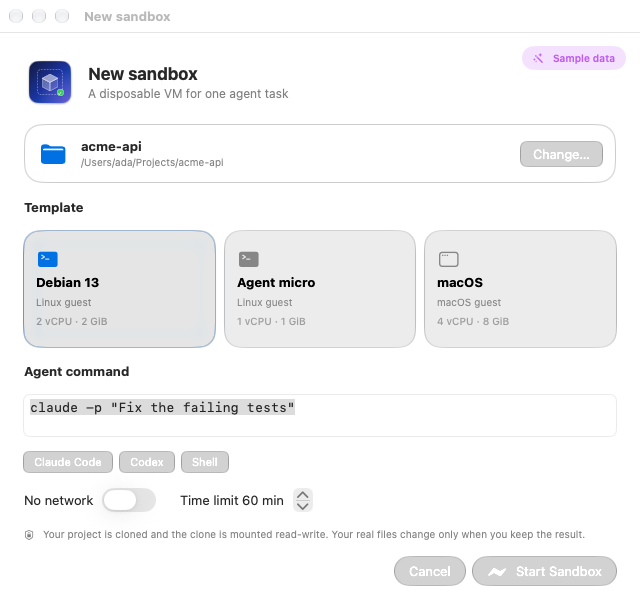 New sandbox
Sample data
New sandbox
A disposable VM for one agent task
acme-api
/Users/ada/Projects/acme-api
Change...
Template
Debian 13
Linux guest
2 vCPU · 2 GiB
Agent micro
Linux guest
1 vCPU · 1 GiB
macOS
macOS guest
4 vCPU · 8 GiB
Agent command
claude -p "Fix the failing tests"
Claude Code
Codex
Shell
No network
Time limit 60 min
Your project is cloned and the clone is mounted read-write. Your real files change only when you keep the result.
Cancel
Start Sandbox